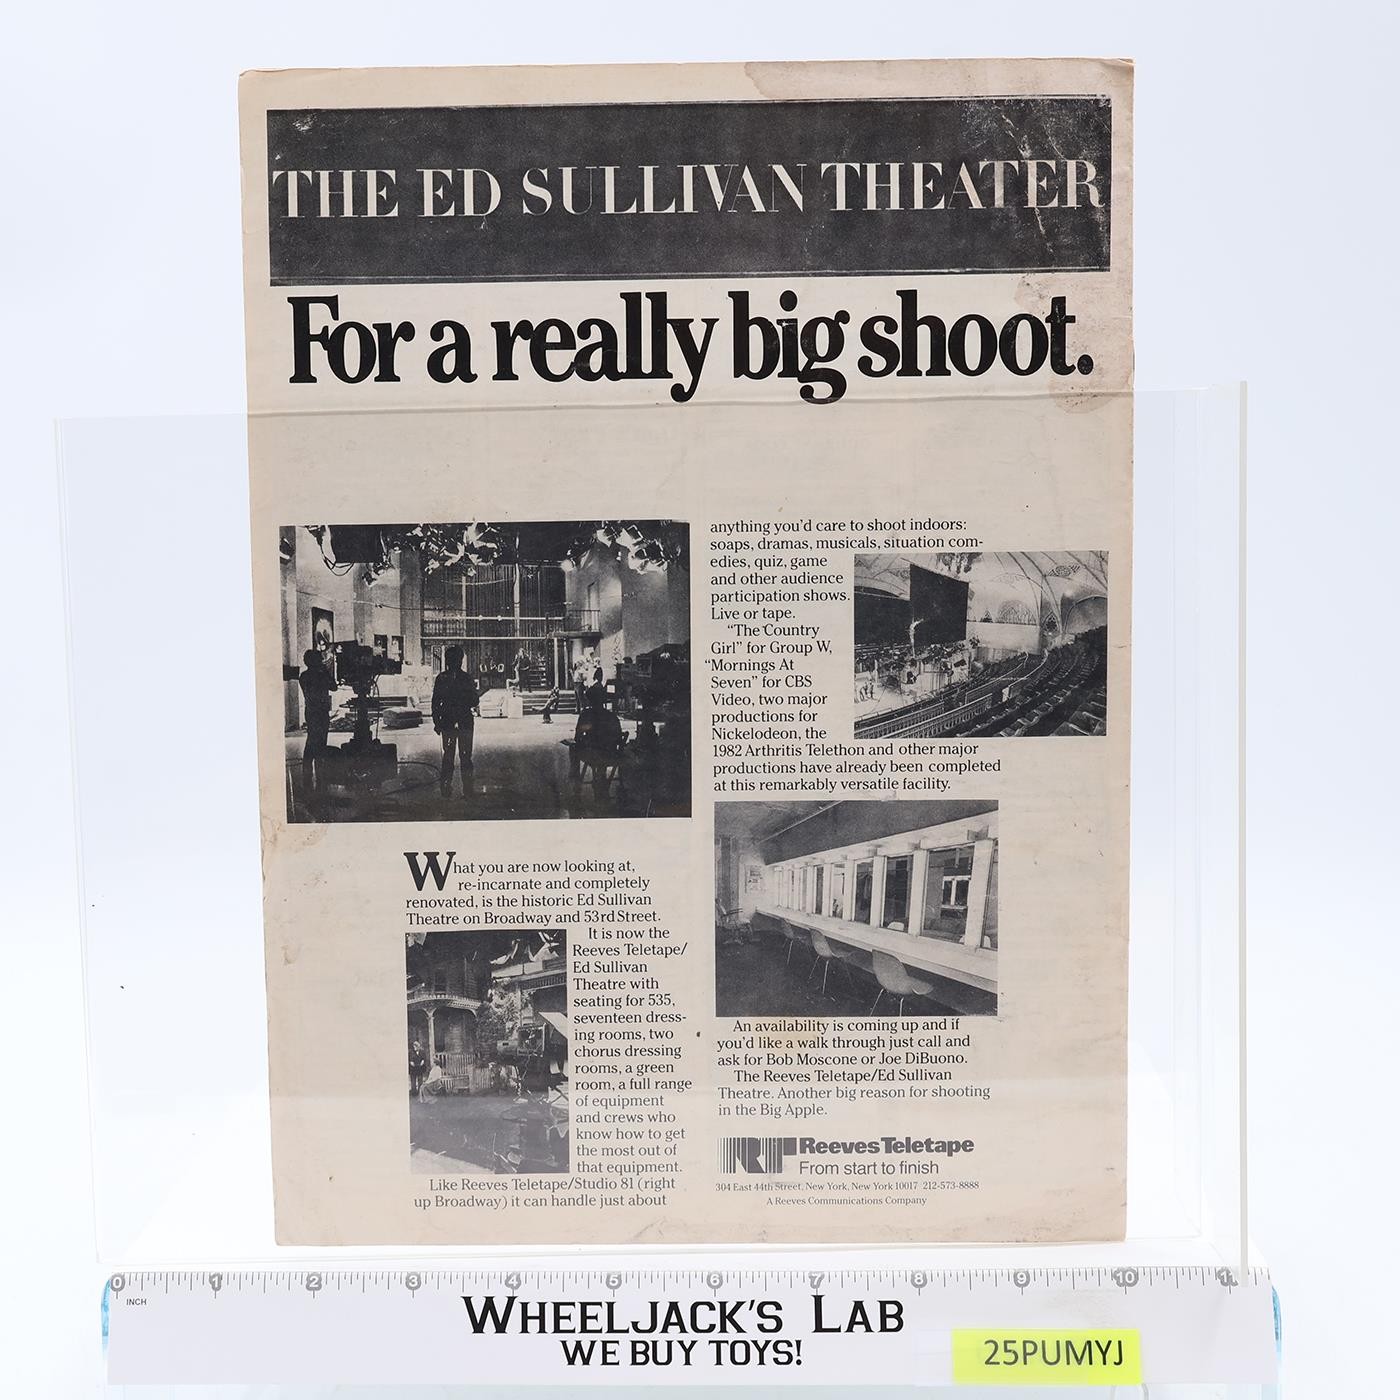 THE ED SULLIVAN THEATER
For a really big shoot.
What you are now looking at,
re-incarnate and completely
renovated, is the historic Ed Sullivan
Theatre on Broadway and 53rd Street.
It is now the
Reeves Teletape/
Ed Sullivan
Theatre with
seating for 535,
seventeen dress-
ing rooms, two
chorus dressing
rooms, a green
room, a full range
of equipment
and crews who
know how to get
the most out of
that equipment.
Like Reeves Teletape/Studio 81 (right
up Broadway) it can handle just about
anything you'd care to shoot indoors:
soaps, dramas, musicals, situation com-
edies, quiz, game
and other audience
participation shows.
Live or tape.
"The Country
Girl" for Group W,
"Mornings At
Seven" for CBS
Video, two major
productions for
Nickelodeon, the
1982 Arthritis Telethon and other major
productions have already been completed
at this remarkably versatile facility.
An availability is coming up and if
you'd like a walk through just call and
ask for Bob Moscone or Joe DiBuono.
The Reeves Teletape/Ed Sullivan
Theatre. Another big reason for shooting
in the Big Apple.
RT Reeves Teletape
From start to finish
304 East 44th Street, New York, New York 10017 212-573-8888
A Reeves Communications Company
0 1 2 3 4 5 6 7 8 9 10 11
INCH
WHEELJACK'S LAB
WE BUY TOYS!
25PUMYJ